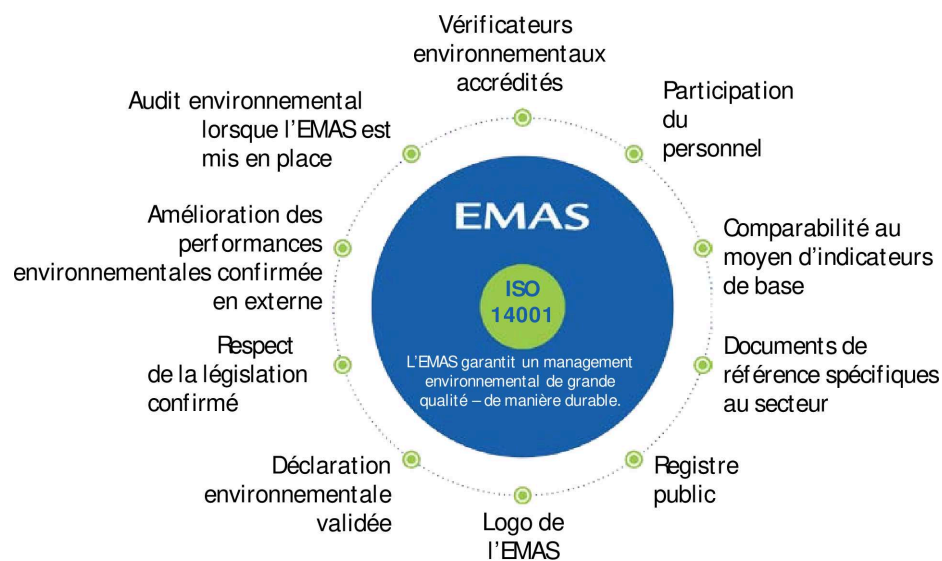 Vérificateurs
environnementaux
accrédités
Participation
du
personnel
Comparabilité au
moyen d'indicateurs
de base
Documents de
référence spécifiques
au secteur
Registre
public
Logo de
l'EMAS
Déclaration
environnementale
validée
Respect
de la législation
confirmé
Amélioration des
performances
environnementales confirmée
en externe
Audit environnemental
lorsque l'EMAS est
mis en place
EMAS
ISO
14001
L'EMAS garantit un management
environnemental de grande
qualité – de manière durable.